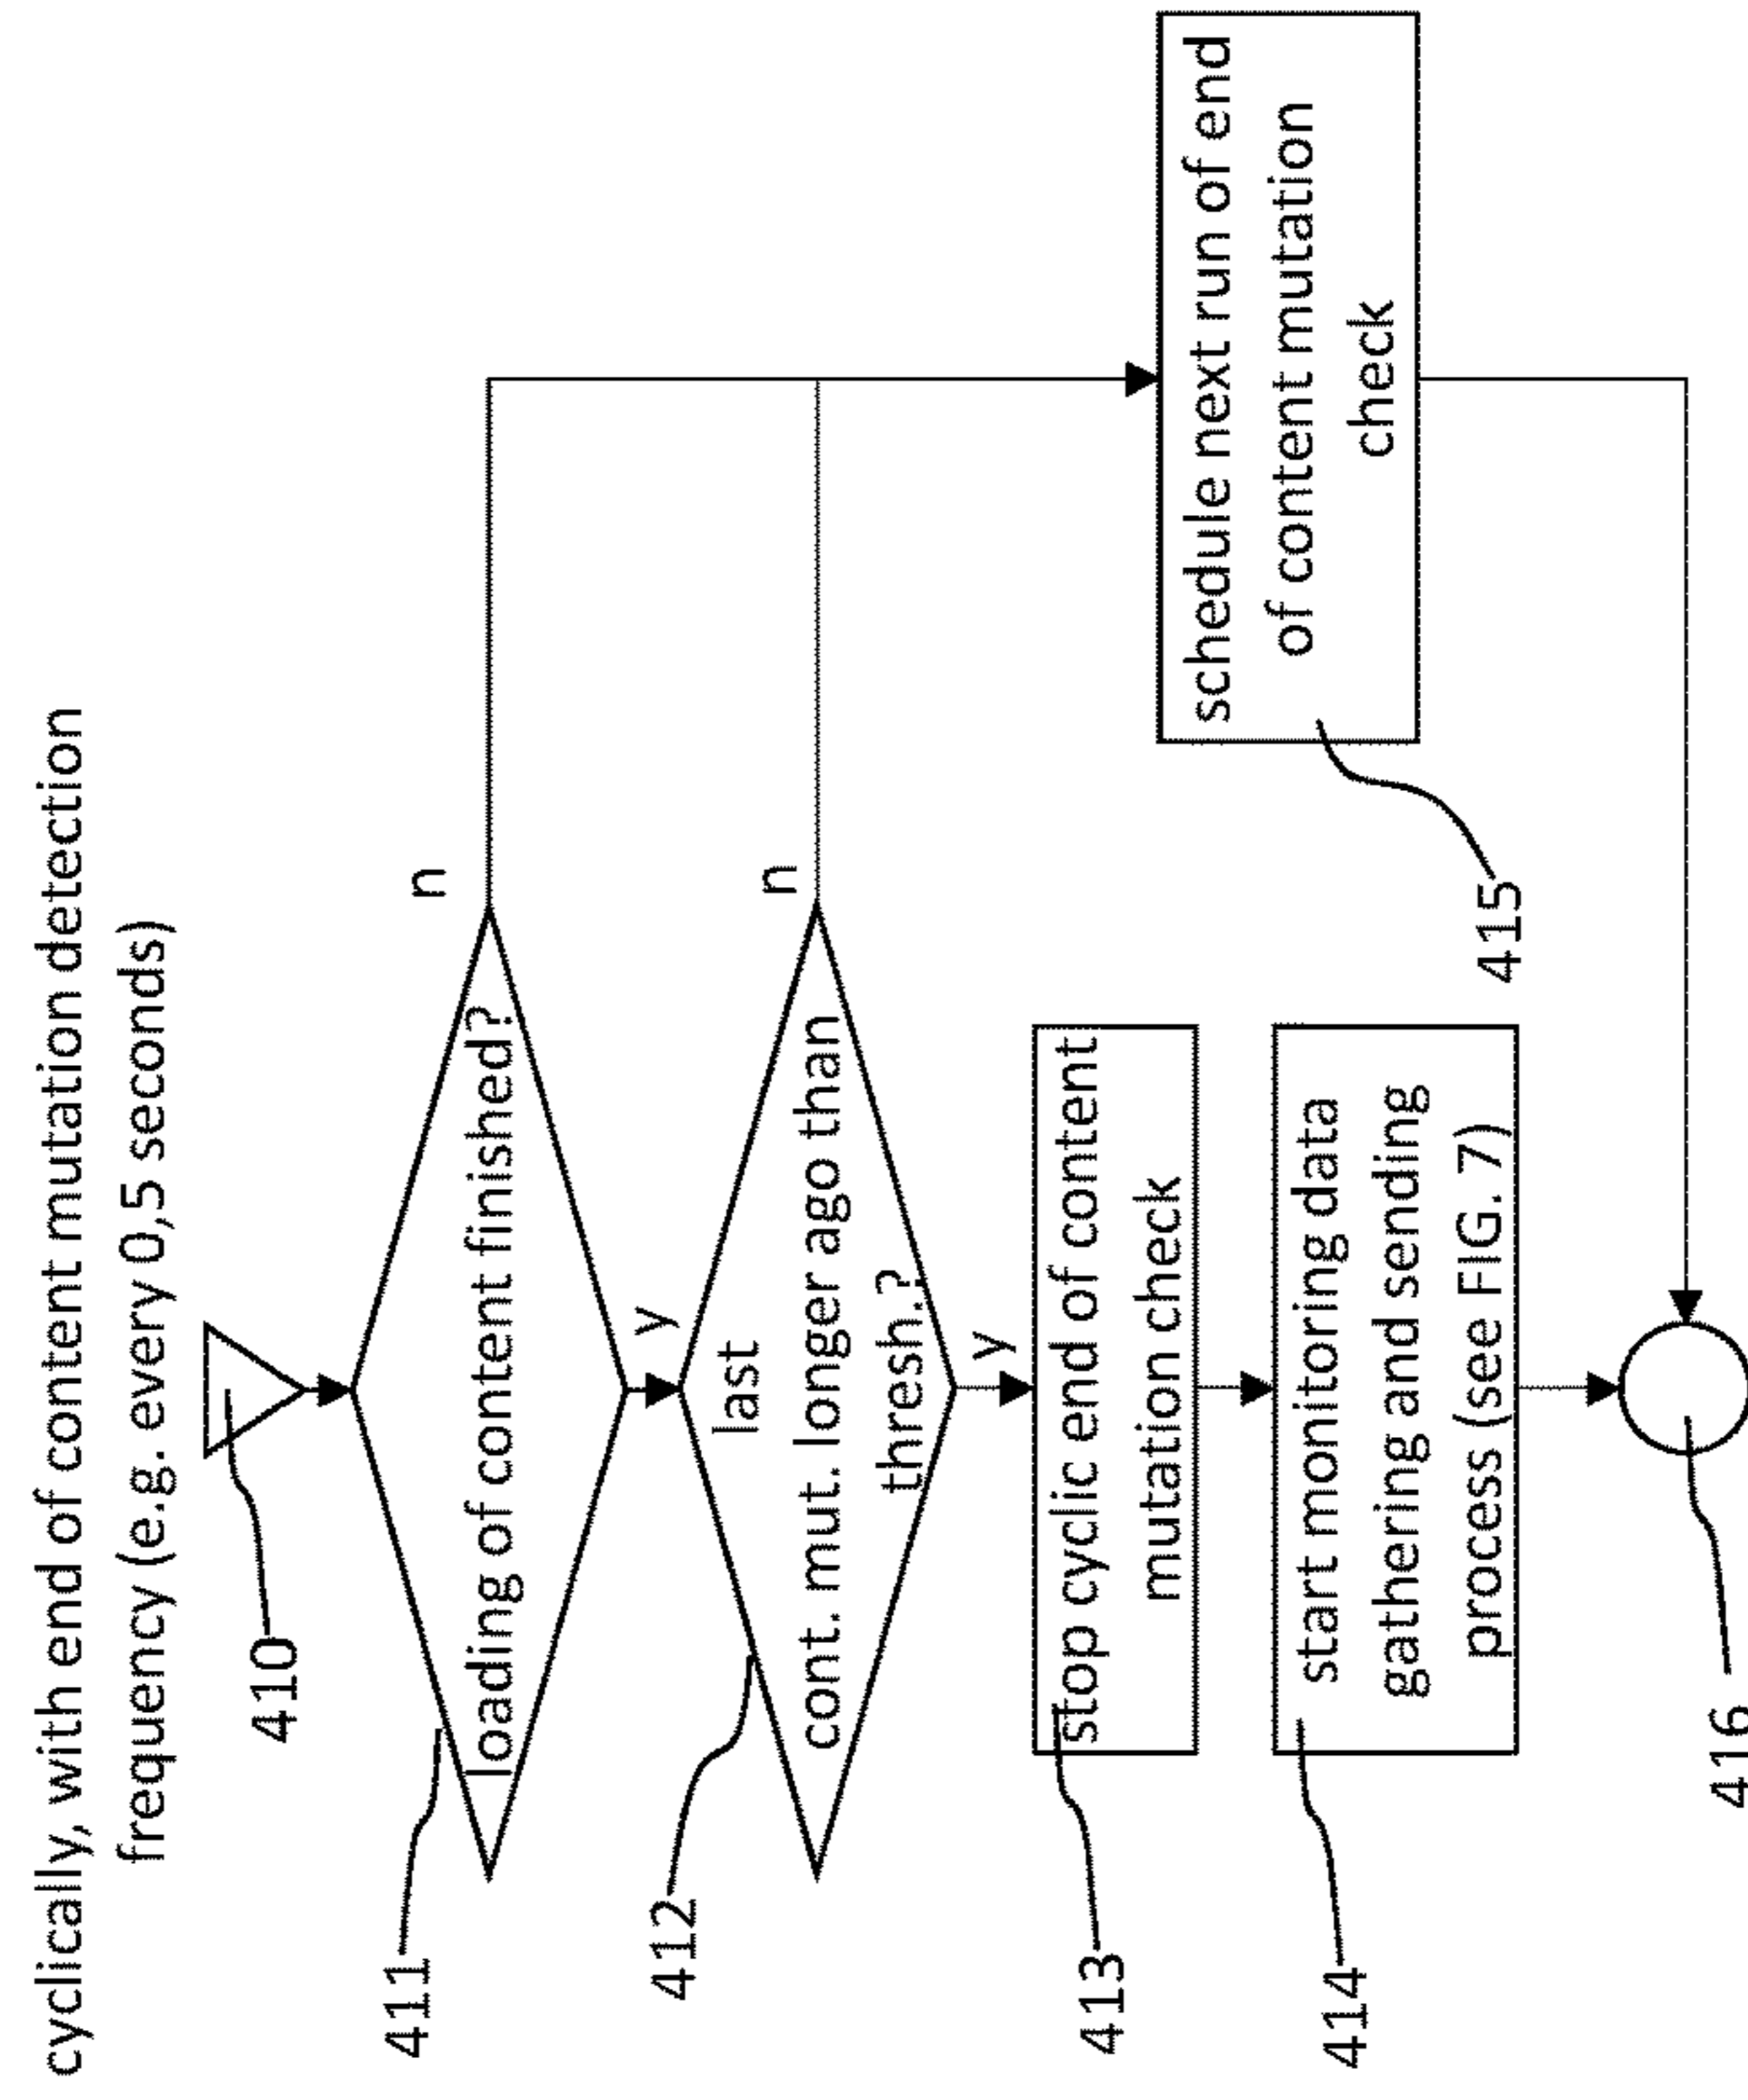 cyclically, with end of content mutation detection
frequency (e.g. every 0,5 seconds)
410
411
loading of content finished?
n
y
412
last
cont. mut. longer ago than
thresh.?
n
y
413
stop cyclic end of content
mutation check
414
start monitoring data
gathering and sending
process (see FIG. 7)
schedule next run of end
of content mutation
check
415
416